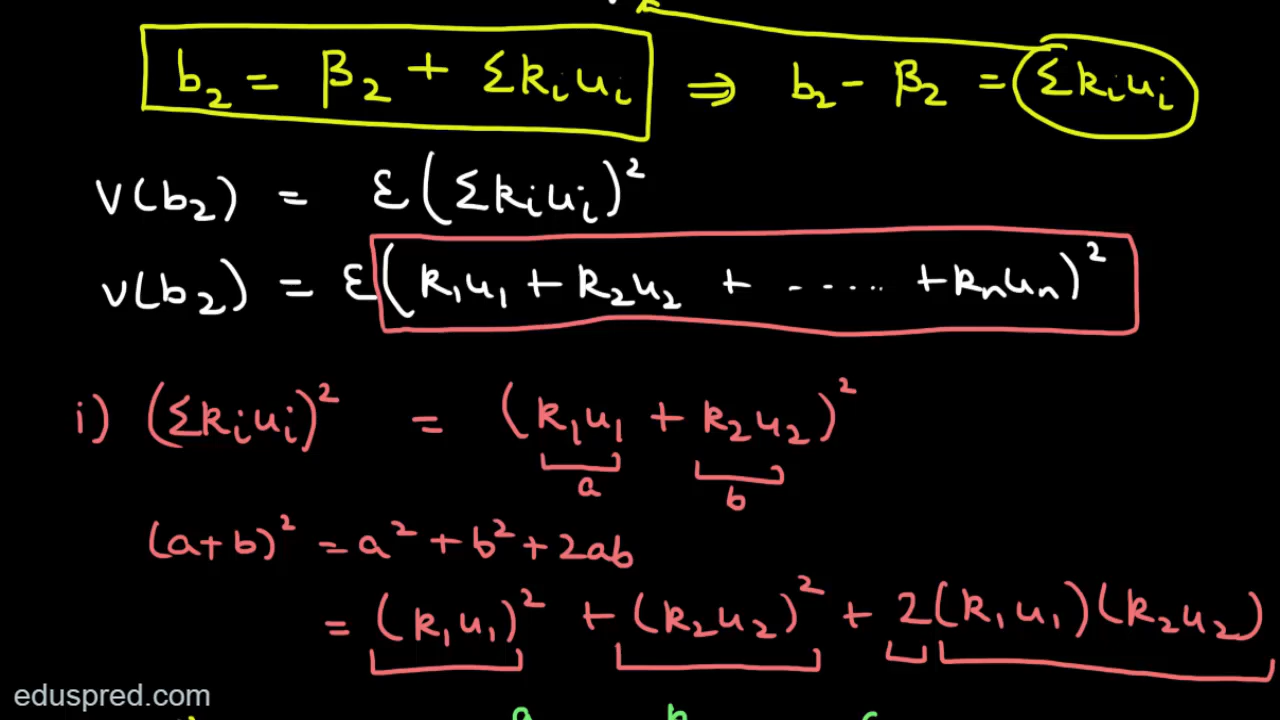 b₂ = β₂ + Σkᵢuᵢ ⇒ b₂ - β₂ = Σkᵢuᵢ
V(b₂) = Ɛ(Σkᵢuᵢ)²
V(b₂) = Ɛ(k₁u₁ + k₂u₂ + ..... + kₙuₙ)²
i) (Σkᵢuᵢ)² = (k₁u₁ + k₂u₂)²
a b
(a+b)² = a² + b² + 2ab
= (k₁u₁)² + (k₂u₂)² + 2(k₁u₁)(k₂u₂)
eduspred.com